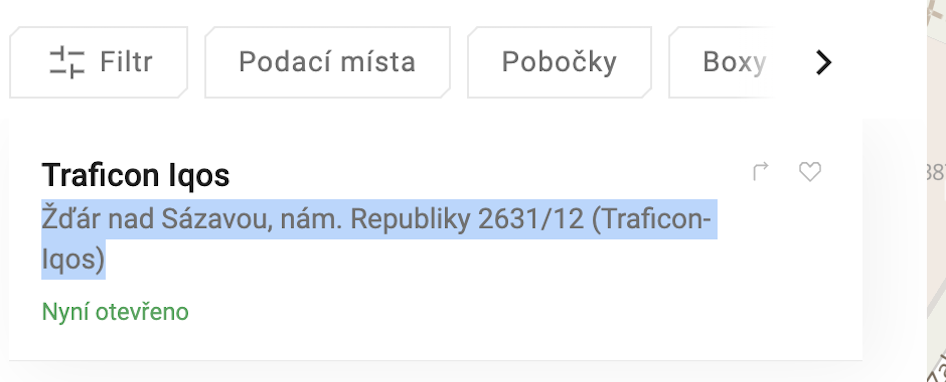 Filtr
Podací místa
Pobočky
Boxy
Traficon Iqos
Žďár nad Sázavou, nám. Republiky 2631/12 (Traficon-
Iqos)
Nyní otevřeno